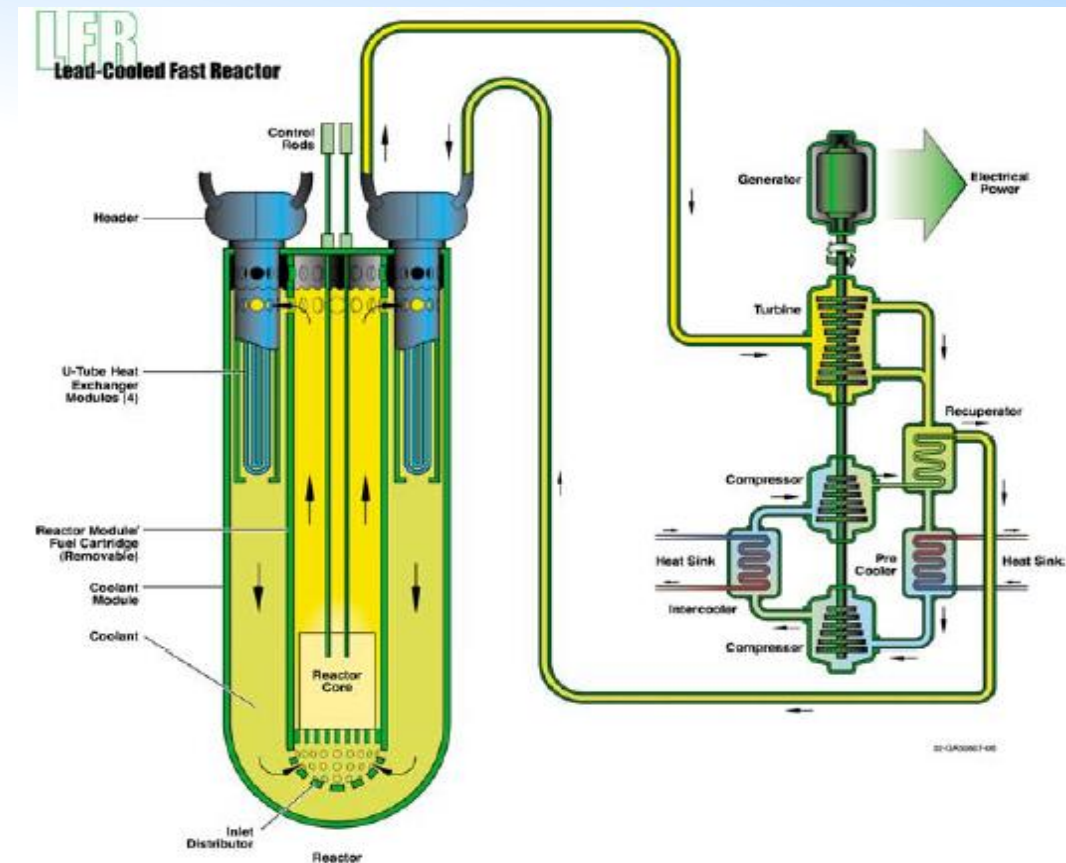 LFR
Lead-Cooled Fast Reactor
Control
Rods
Header
U-Tube Heat
Exchanger
Modules (4)
Reactor Module/
Fuel Cartridge
(Removable)
Coolant
Module
Coolant
Reactor
Core
Inlet
Distributor
Reactor
Generator
Electrical
Power
Turbine
Recuperator
Compressor
Heat Sink
Pre
Cooler
Heat Sink
Intercooler
Compressor